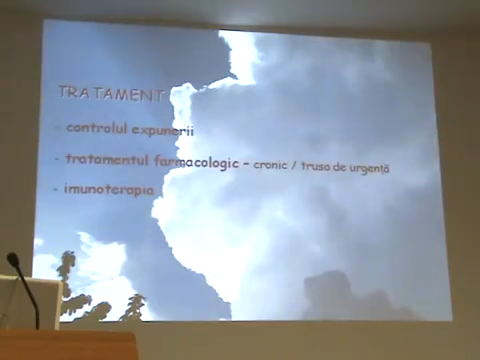 TRATAMENT
- controlul expunerii
- tratamentul farmacologic – cronic / trusa de urgență
- imunoterapia